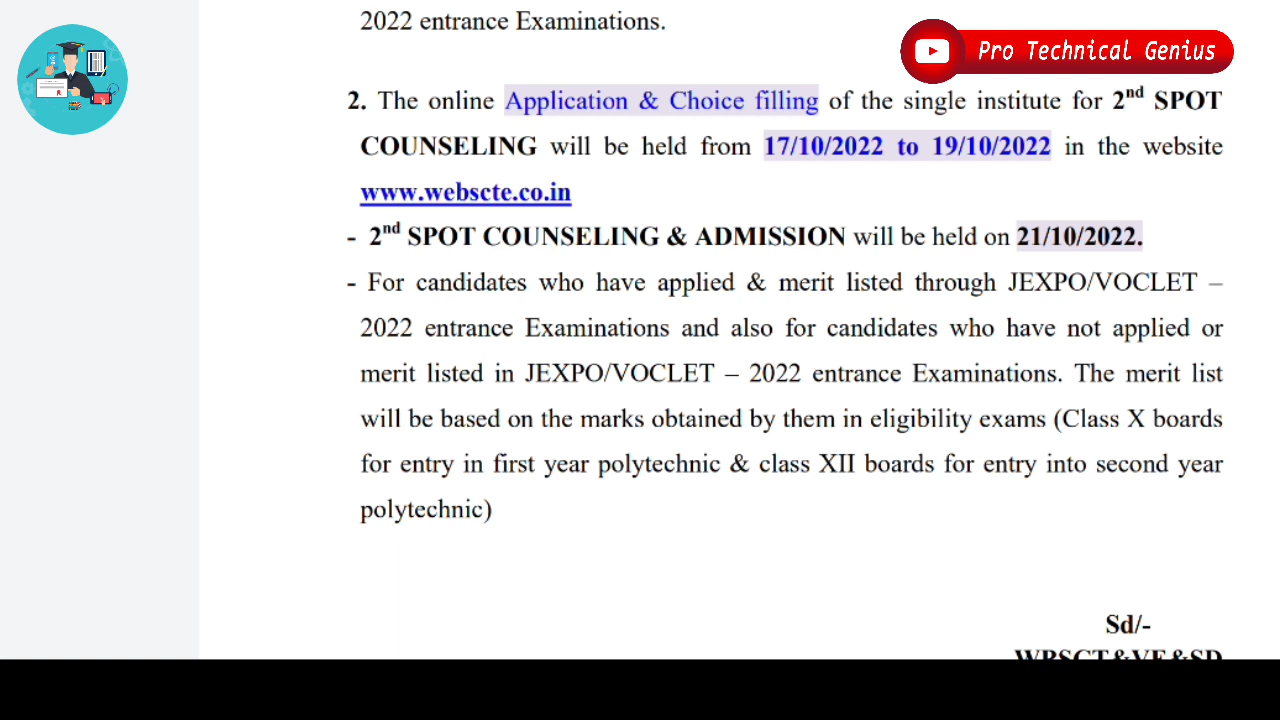 2022 entrance Examinations.
Pro Technical Genius
2. The online Application & Choice filling of the single institute for 2nd SPOT
COUNSELING will be held from 17/10/2022 to 19/10/2022 in the website
www.webscte.co.in
- 2nd SPOT COUNSELING & ADMISSION will be held on 21/10/2022.
- For candidates who have applied & merit listed through JEXPO/VOCLET –
2022 entrance Examinations and also for candidates who have not applied or
merit listed in JEXPO/VOCLET – 2022 entrance Examinations. The merit list
will be based on the marks obtained by them in eligibility exams (Class X boards
for entry in first year polytechnic & class XII boards for entry into second year
polytechnic)
Sd/-
WBSCT&VE&SD